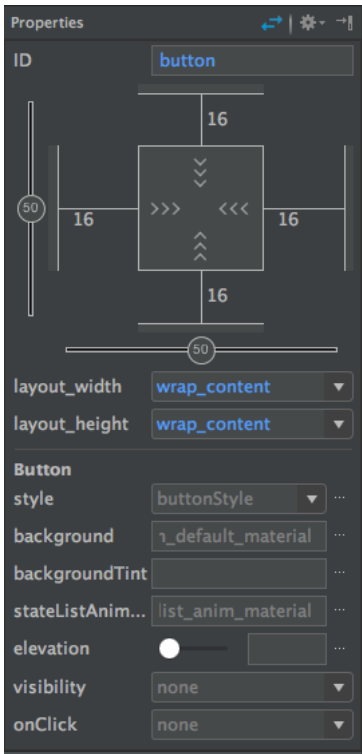 Properties
ID button
16
50
16 16
16
50
layout_width wrap_content
layout_height wrap_content
Button
style buttonStyle
background n_default_material
backgroundTint
stateListAnim... list_anim_material
elevation
visibility none
onClick none